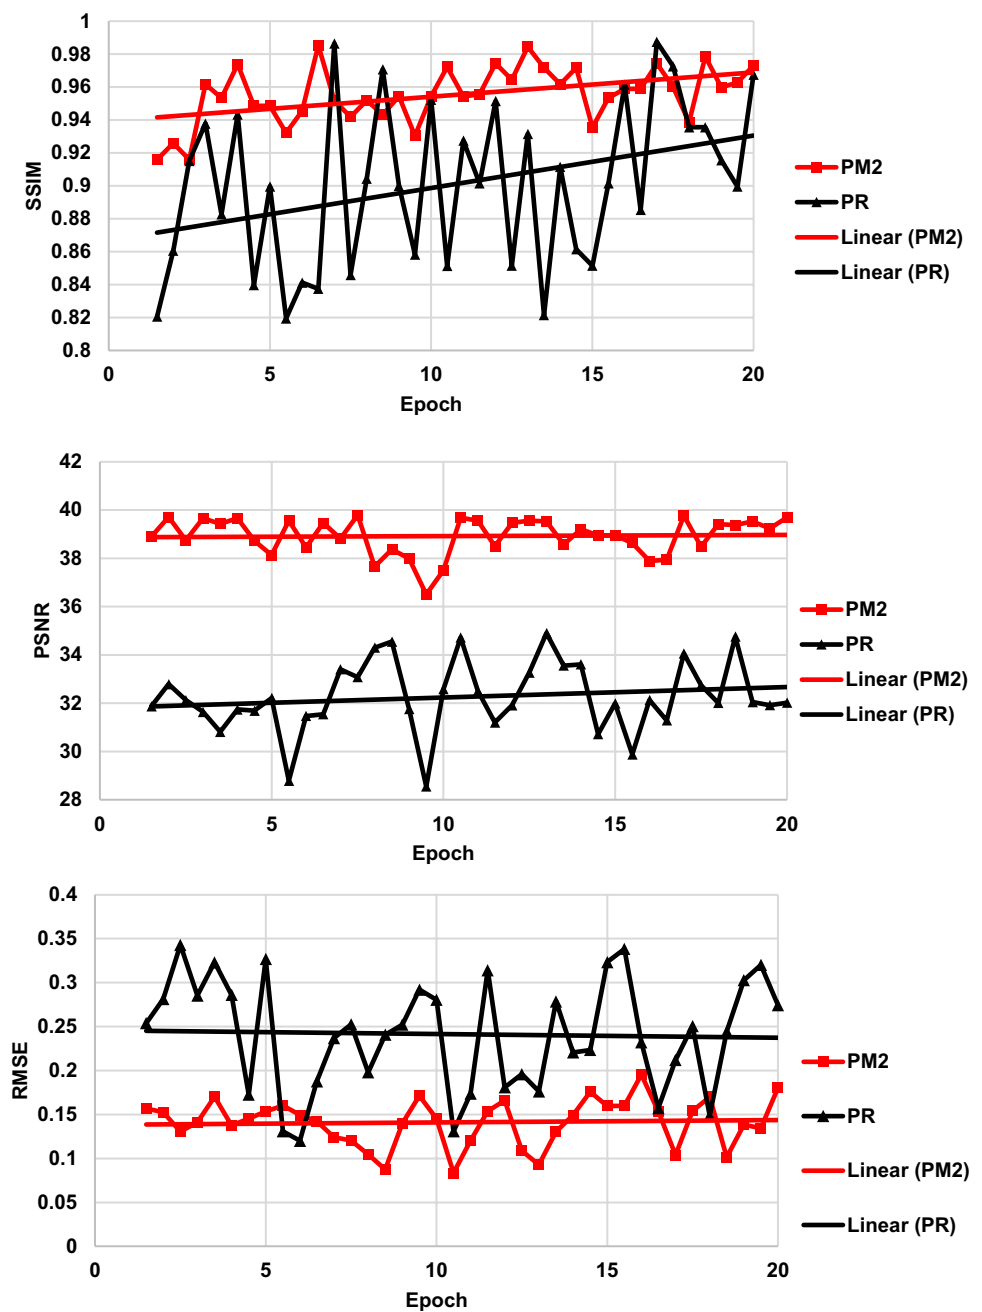 1
0.98
0.96
0.94
0.92
0.9
0.88
0.86
0.84
0.82
0.8
SSIM
0 5 10 15 20
Epoch
PM2
PR
Linear (PM2)
Linear (PR)
42
40
38
36
34
32
30
28
PSNR
0 5 10 15 20
Epoch
PM2
PR
Linear (PM2)
Linear (PR)
0.4
0.35
0.3
0.25
0.2
0.15
0.1
0.05
0
RMSE
0 5 10 15 20
Epoch
PM2
PR
Linear (PM2)
Linear (PR)